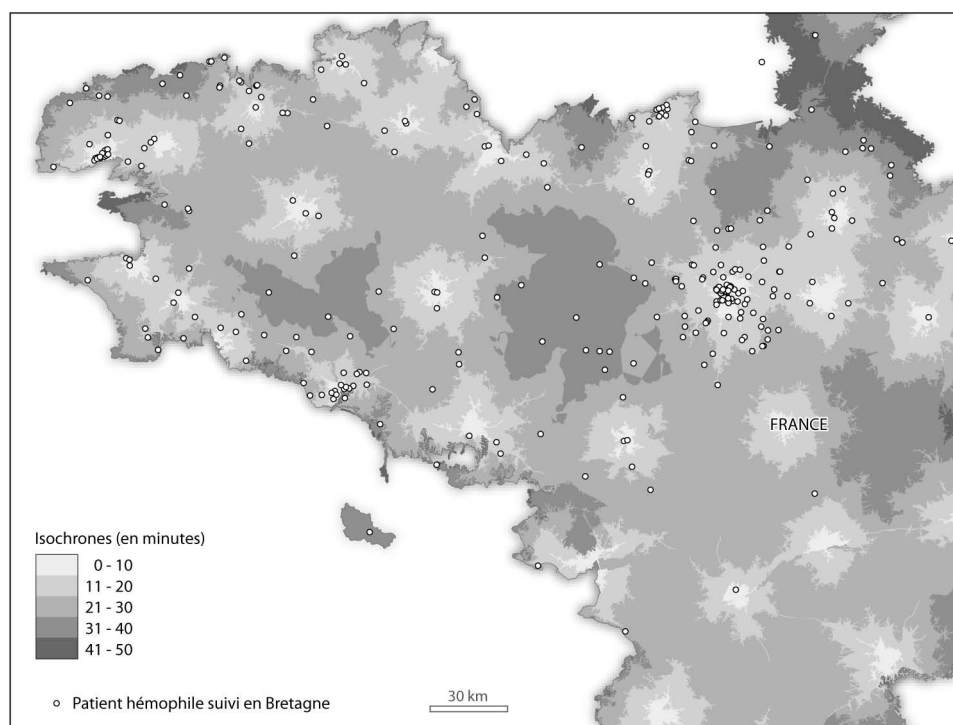 FRANCE
Isochrones (en minutes)
0 - 10
11 - 20
21 - 30
31 - 40
41 - 50
Patient hémophile suivi en Bretagne
30 km